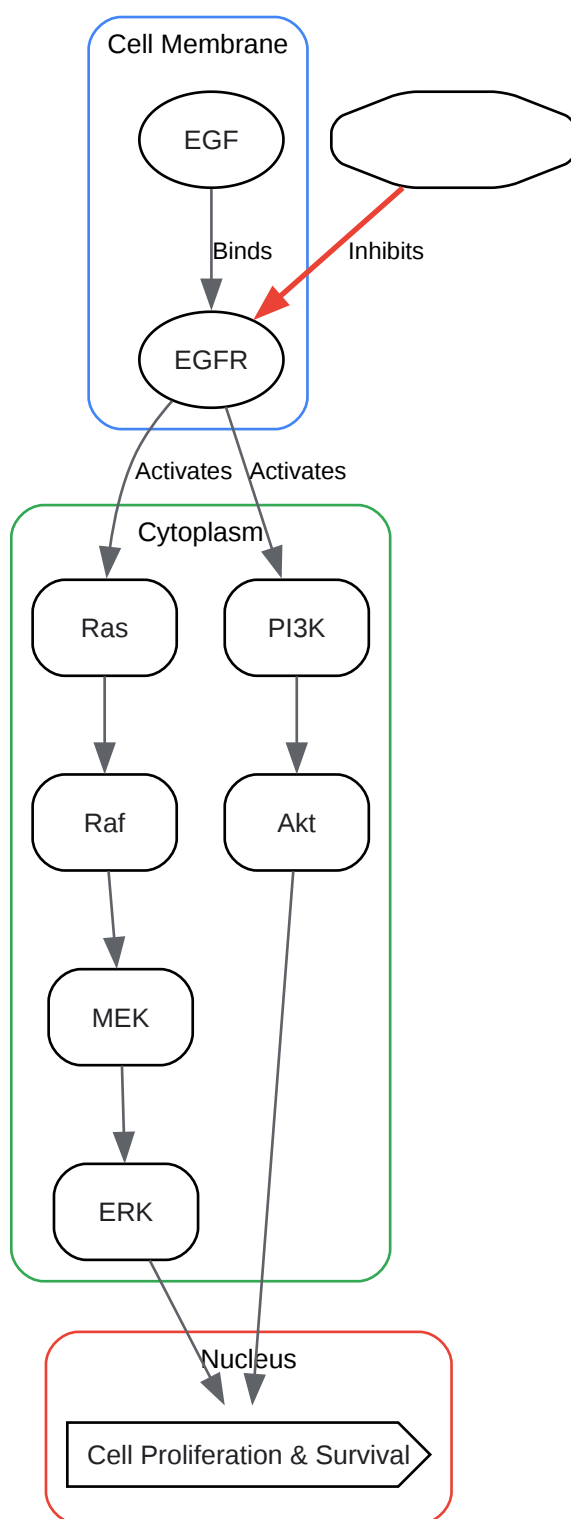 Cell Membrane
EGF
Binds
Inhibits
EGFR
Activates
Activates
Cytoplasm
Ras
PI3K
Raf
Akt
MEK
ERK
Nucleus
Cell Proliferation & Survival